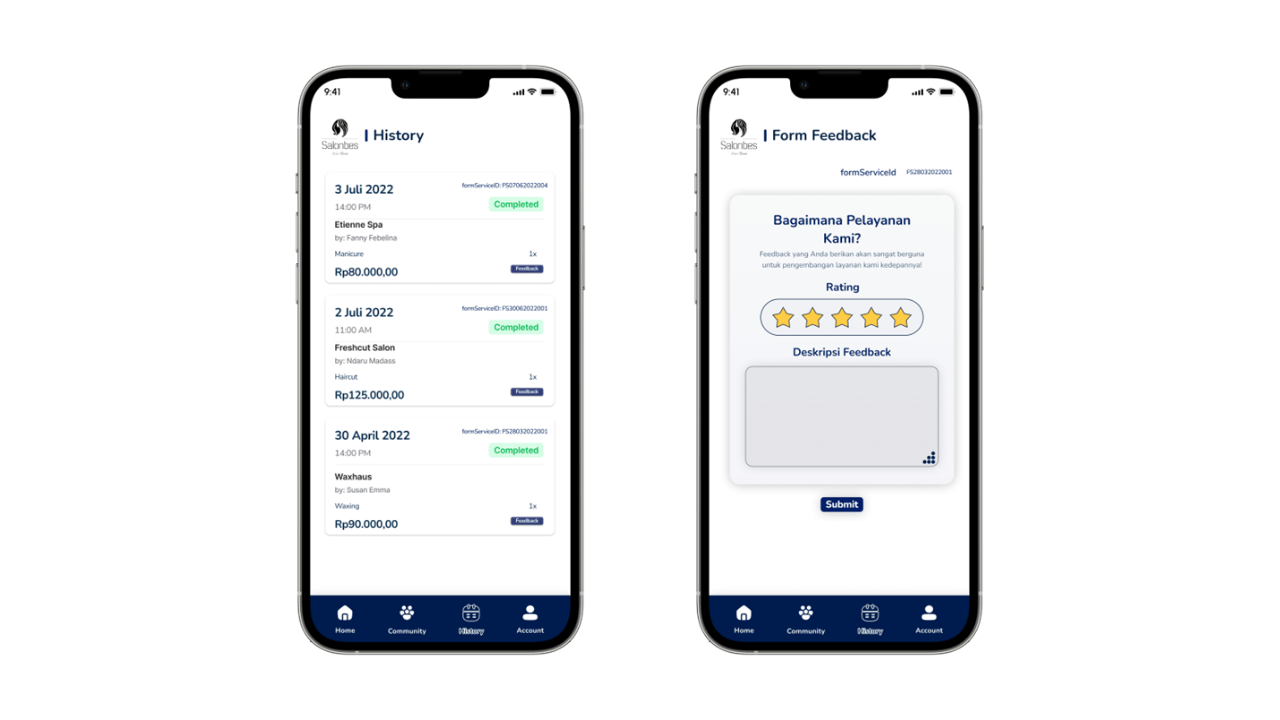 9:41
Salonbes
History
3 Juli 2022
formServiceID: FS07062022004
14:00 PM
Completed
Etienne Spa
by: Fanny Febelina
Manicure
1x
Rp80.000,00
Feedback
2 Juli 2022
formServiceID: FS30062022001
11:00 AM
Completed
Freshcut Salon
by: Ndaru Madass
Haircut
1x
Rp125.000,00
Feedback
30 April 2022
formServiceID: FS28032022001
14:00 PM
Completed
Waxhaus
by: Susan Emma
Waxing
1x
Rp90.000,00
Feedback
Home
Community
History
Account
9:41
Salonbes
Form Feedback
formServiceId FS28032022001
Bagaimana Pelayanan
Kami?
Feedback yang Anda berikan akan sangat berguna
untuk pengembangan layanan kami kedepannya!
Rating
Deskripsi Feedback
Submit
Home
Community
History
Account